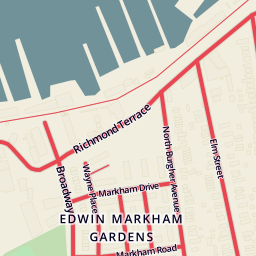 Richmond Terrace
North Burgher Avenue
Elm Street
Broadway
Wayne Place
Markham Drive
EDWIN MARKHAM
GARDENS
Markham Road